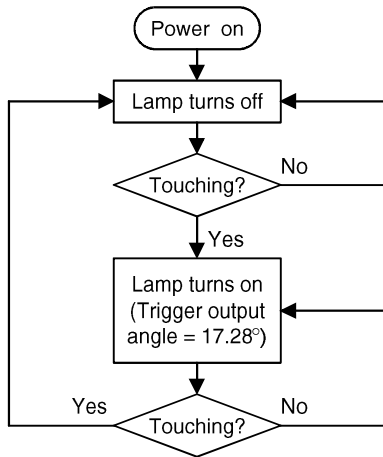 Power on
Lamp turns off
Touching?
No
Yes
Lamp turns on
(Trigger output
angle = 17.28°)
Yes
Touching?
No